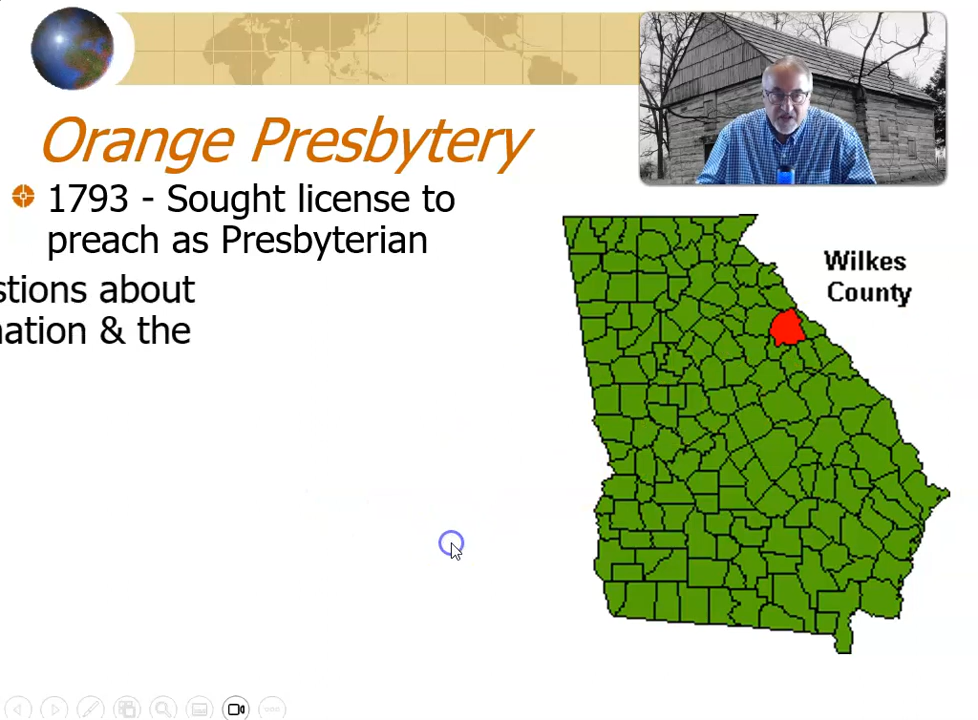 Orange Presbytery
1793 - Sought license to
preach as Presbyterian
stions about
nation & the
Wilkes
County